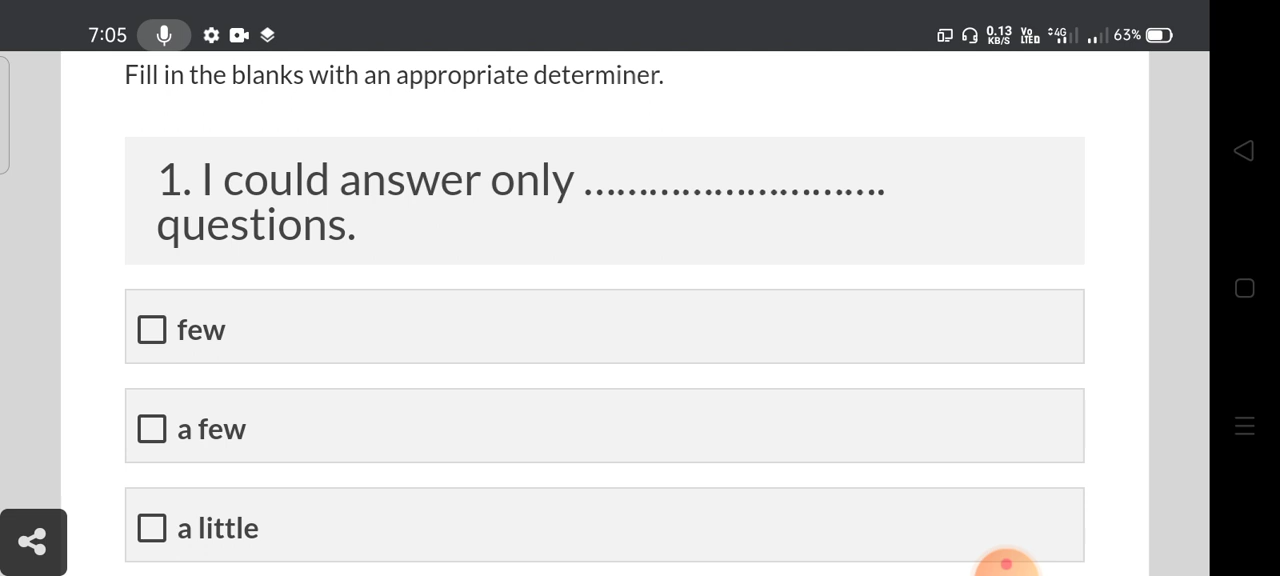 7:05 0.13 KB/S Vo LTED 4G 63%
Fill in the blanks with an appropriate determiner.
1. I could answer only ............................
questions.
few
a few
a little